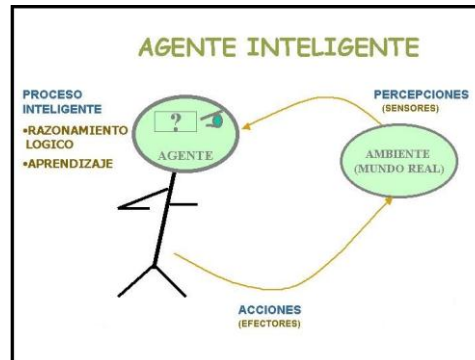 AGENTE INTELIGENTE
PROCESO
INTELIGENTE
•RAZONAMIENTO
LOGICO
•APRENDIZAJE
?
AGENTE
PERCEPCIONES
(SENSORES)
AMBIENTE
(MUNDO REAL)
ACCIONES
(EFECTORES)